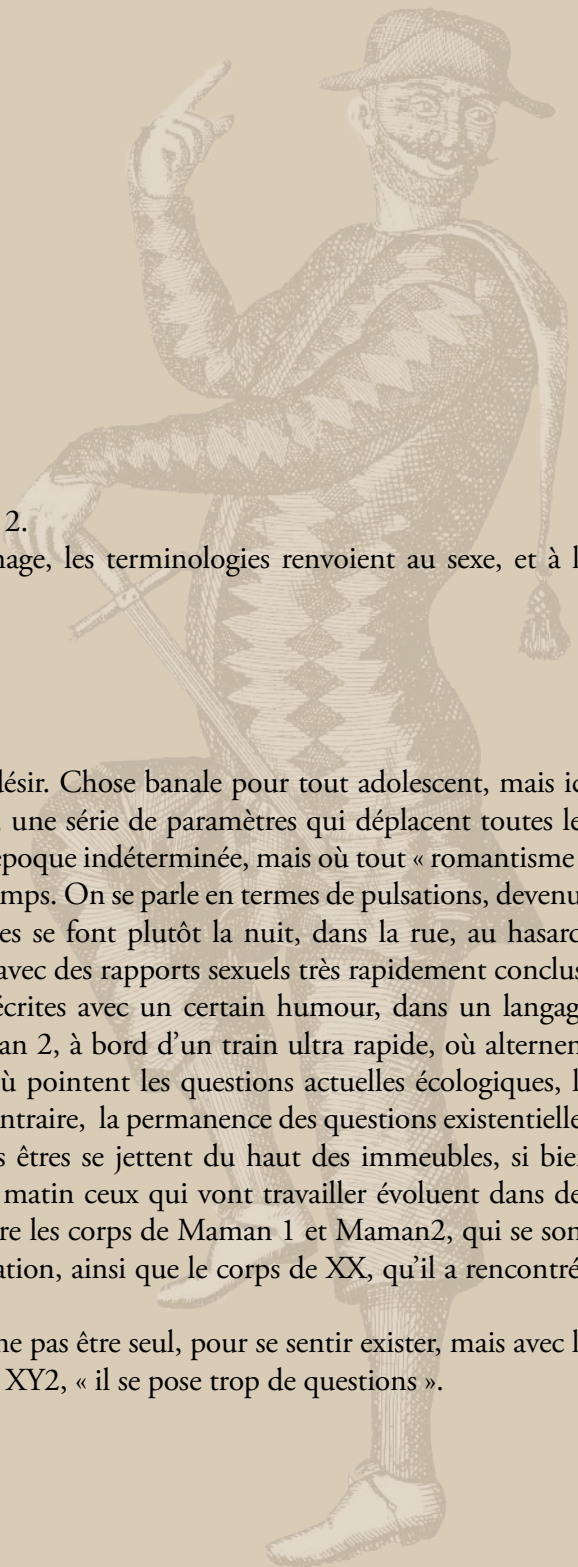 2.
nage, les terminologies renvoient au sexe, et à l
désir. Chose banale pour tout adolescent, mais ic
une série de paramètres qui déplacent toutes le
époque indéterminée, mais où tout « romantisme
mps. On se parle en termes de pulsations, devenu
es se font plutôt la nuit, dans la rue, au hasard
avec des rapports sexuels très rapidement conclus
écrites avec un certain humour, dans un langag
an 2, à bord d’un train ultra rapide, où alternen
ù pointent les questions actuelles écologiques, l
ntraire, la permanence des questions existentielle
s êtres se jettent du haut des immeubles, si bien
matin ceux qui vont travailler évoluent dans de
re les corps de Maman 1 et Maman2, qui se son
ation, ainsi que le corps de XX, qu’il a rencontré
ne pas être seul, pour se sentir exister, mais avec l
XY2, « il se pose trop de questions ».